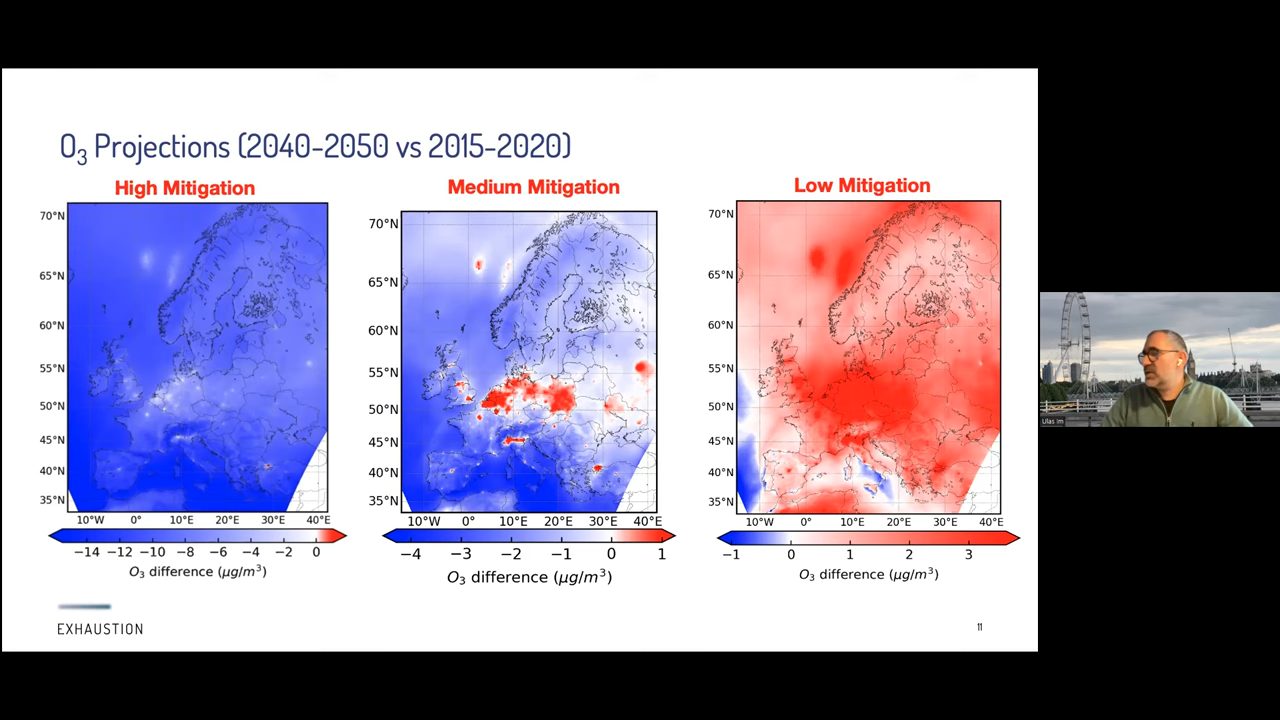 O3 Projections (2040-2050 vs 2015-2020)
High Mitigation
70°N
65°N
60°N
55°N
50°N
45°N
40°N
35°N
10°W 0° 10°E 20°E 30°E 40°E
−14 −12 −10 −8 −6 −4 −2 0
O3 difference (μg/m3)
Medium Mitigation
70°N
65°N
60°N
55°N
50°N
45°N
40°N
35°N
10°W 0° 10°E 20°E 30°E 40°E
−4 −3 −2 −1 0 1
O3 difference (μg/m3)
Low Mitigation
70°N
65°N
60°N
55°N
50°N
45°N
40°N
35°N
10°W 0° 10°E 20°E 30°E 40°E
−1 0 1 2 3
O3 difference (μg/m3)
EXHAUSTION
11
Ulas Im